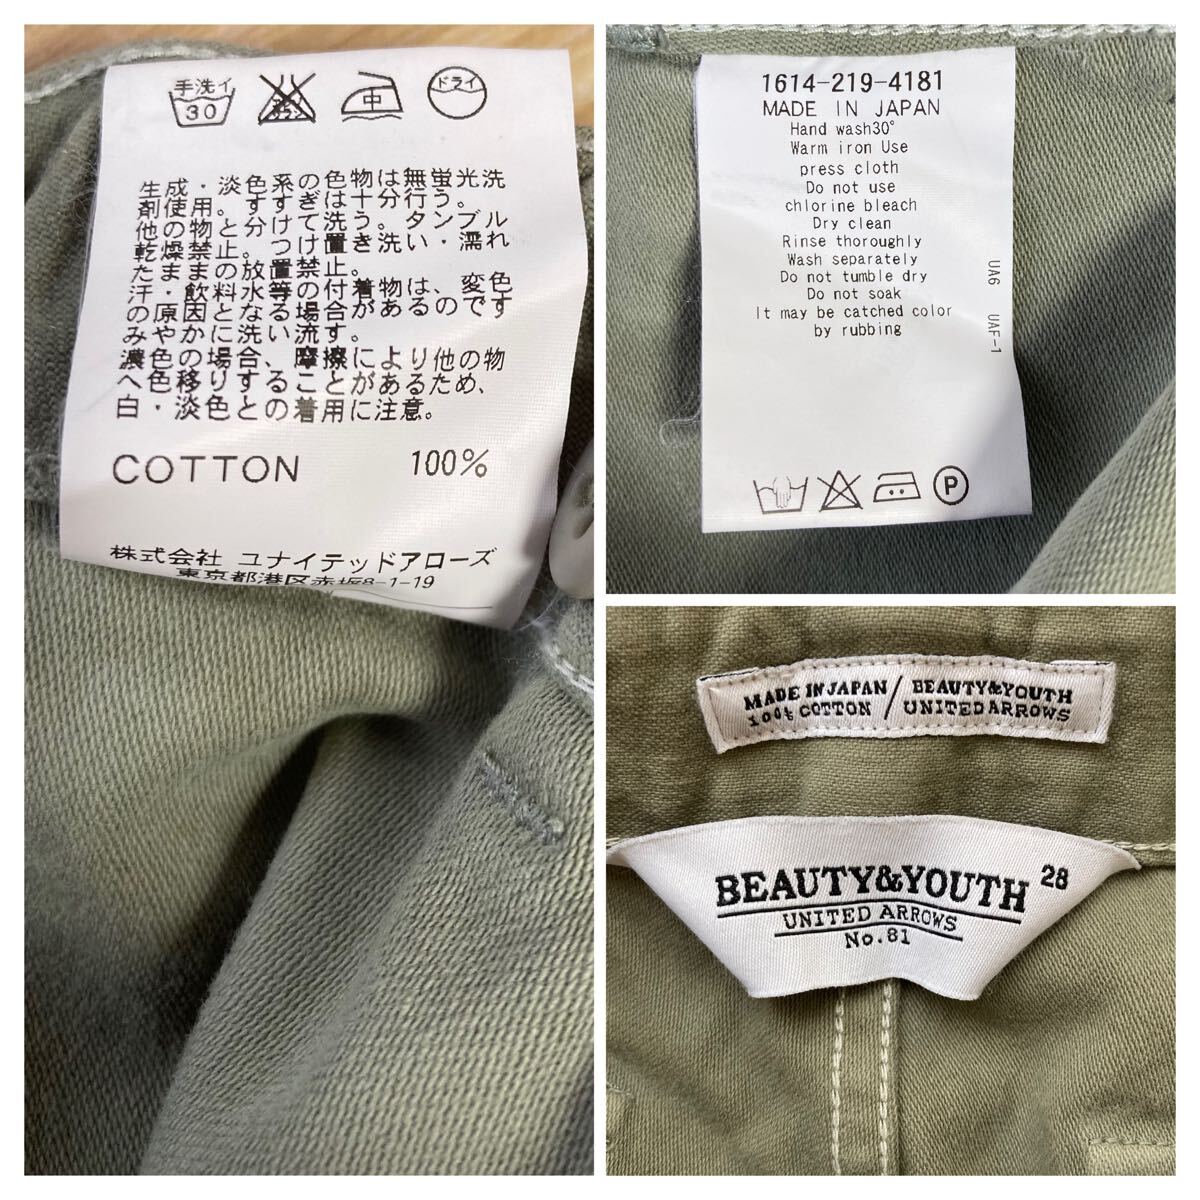 手洗イ
30
中
ドライ
生成・淡色系の色物は無蛍光洗
剤使用。すすぎは十分行う。
他の物と分けて洗う。タンブル
乾燥禁止。つけ置き洗い・濡れ
たままの放置禁止。
汗・飲料水等の付着物は、変色
の原因となる場合があるのです
みやかに洗い流す。
濃色の場合、摩擦により他の物
へ色移りすることがあるため、
白・淡色との着用に注意。
COTTON 100%
株式会社 ユナイテッドアローズ
東京都港区赤坂8-1-19
1614-219-4181
MADE IN JAPAN
Hand wash30°
Warm iron Use
press cloth
Do not use
chlorine bleach
Dry clean
Rinse thoroughly
Wash separately
Do not tumble dry
Do not soak
It may be catched color
by rubbing
UA6 UAF-1
P
MADE IN JAPAN / BEAUTY&YOUTH
100% COTTON / UNITED ARROWS
BEAUTY&YOUTH 28
UNITED ARROWS
No.81